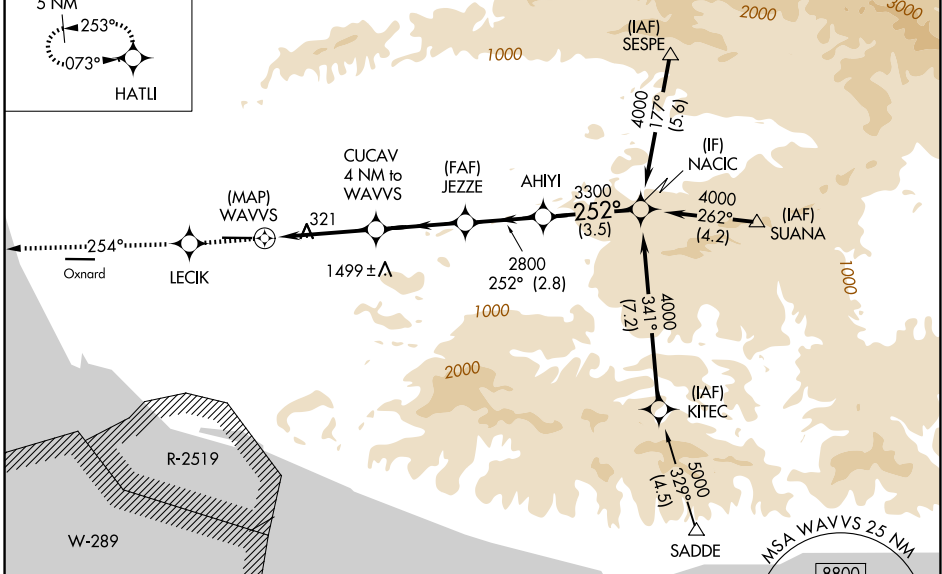 5 NM
253°
073°
HATLI
1000
2000
3000
(IAF)
SESPE
4000
177°
(5.6)
(IF)
NACIC
CUCAV
4 NM to
WAVVS
(FAF)
JEZZE
AHIYI
3300
252°
(3.5)
4000
262°
(4.2)
(IAF)
SUANA
(MAP)
WAVVS
321
254°
Oxnard
LECIK
1499 ±
2800
252° (2.8)
1000
1000
4000
341°
(7.2)
2000
(IAF)
KITEC
R-2519
W-289
5000
329°
(4.5)
SADDE
MSA WAVVS 25 NM
8800